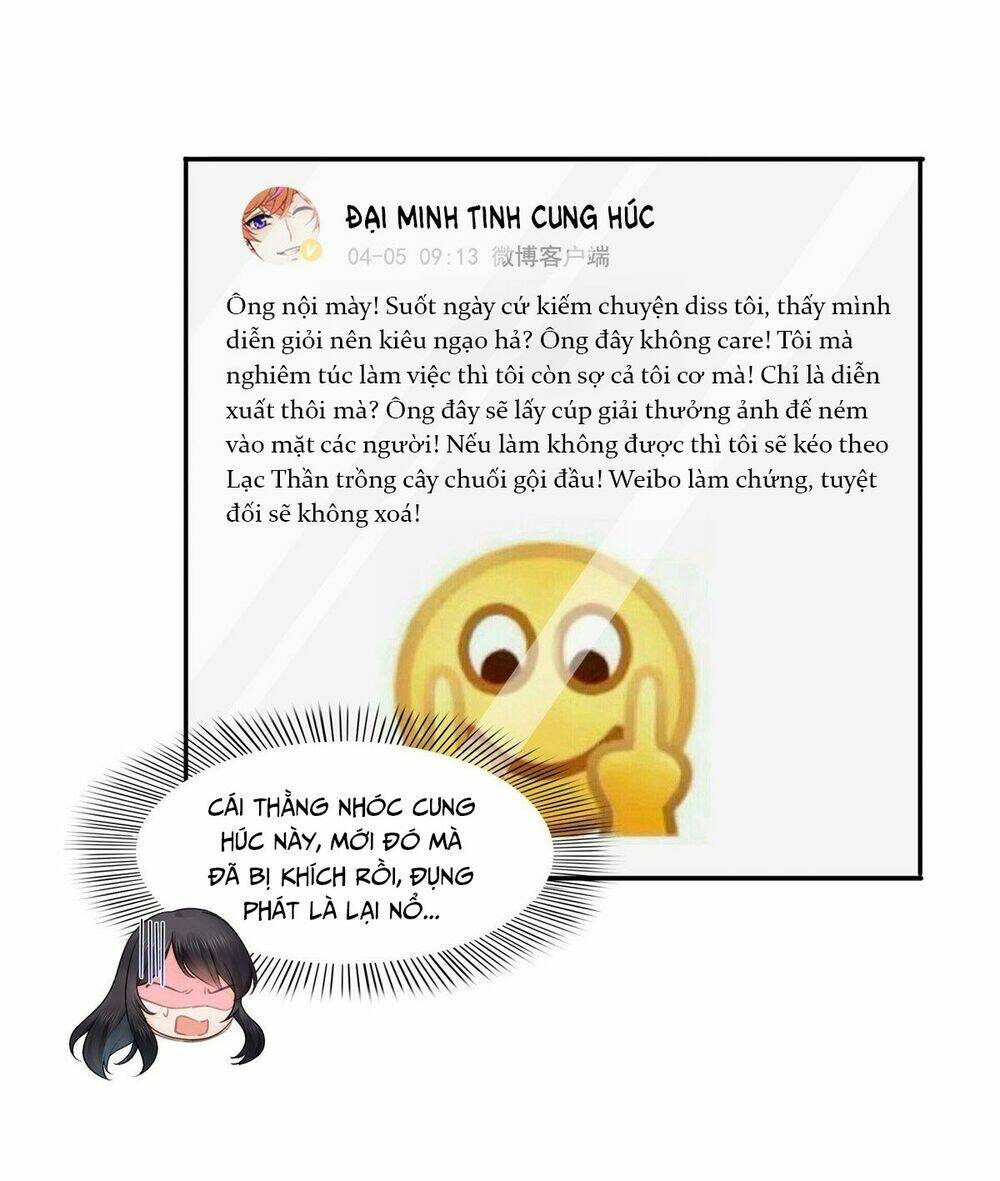 ĐẠI MINH TINH CUNG HÚC
04-05 09:13 微博客户端
Ông nội mày! Suốt ngày cứ kiếm chuyện diss tôi, thấy mình
diễn giỏi nên kiêu ngạo hả? Ông đây không care! Tôi mà
nghiêm túc làm việc thì tôi còn sợ cả tôi cơ mà! Chỉ là diễn
xuất thôi mà? Ông đây sẽ lấy cúp giải thưởng ảnh đế ném
vào mặt các người! Nếu làm không được thì tôi sẽ kéo theo
Lạc Thần trồng cây chuối gội đầu! Weibo làm chứng, tuyệt
đối sẽ không xoá!
CÁI THẰNG NHÓC CUNG
HÚC NÀY, MỚI ĐÓ MÀ
ĐÃ BỊ KHÍCH RỒI, ĐỤNG
PHÁT LÀ LẠI NỔ...